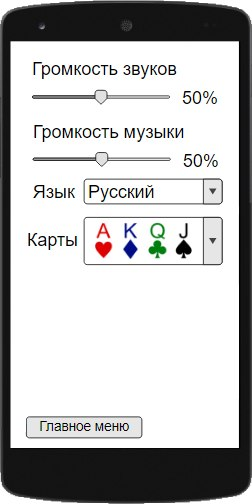 Громкость звуков
50%
Громкость музыки
50%
Язык Русский
Карты A K Q J
Главное меню